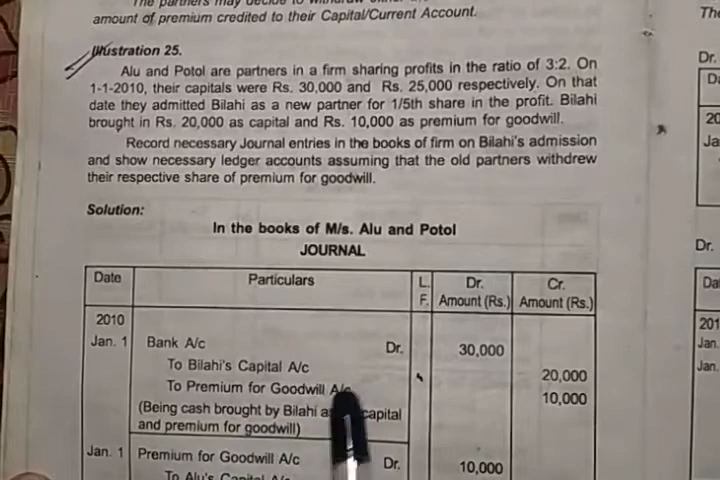 amount of premium credited to their Capital/Current Account.
Illustration 25.
Alu and Potol are partners in a firm sharing profits in the ratio of 3:2. On
1-1-2010, their capitals were Rs. 30,000 and Rs. 25,000 respectively. On that
date they admitted Bilahi as a new partner for 1/5th share in the profit. Bilahi
brought in Rs. 20,000 as capital and Rs. 10,000 as premium for goodwill.
Record necessary Journal entries in the books of firm on Bilahi's admission
and show necessary ledger accounts assuming that the old partners withdrew
their respective share of premium for goodwill.
Solution:
In the books of M/s. Alu and Potol
JOURNAL
Date Particulars L. F. Dr. Amount (Rs.) Cr. Amount (Rs.)
2010
Jan. 1 Bank A/c Dr. 30,000
To Bilahi's Capital A/c 20,000
To Premium for Goodwill A/c 10,000
(Being cash brought by Bilahi as capital
and premium for goodwill)
Jan. 1 Premium for Goodwill A/c Dr. 10,000
To Alu's Capital A/c
Dr.
20
Ja
Dr.
Da
201
Jan.
Jan.